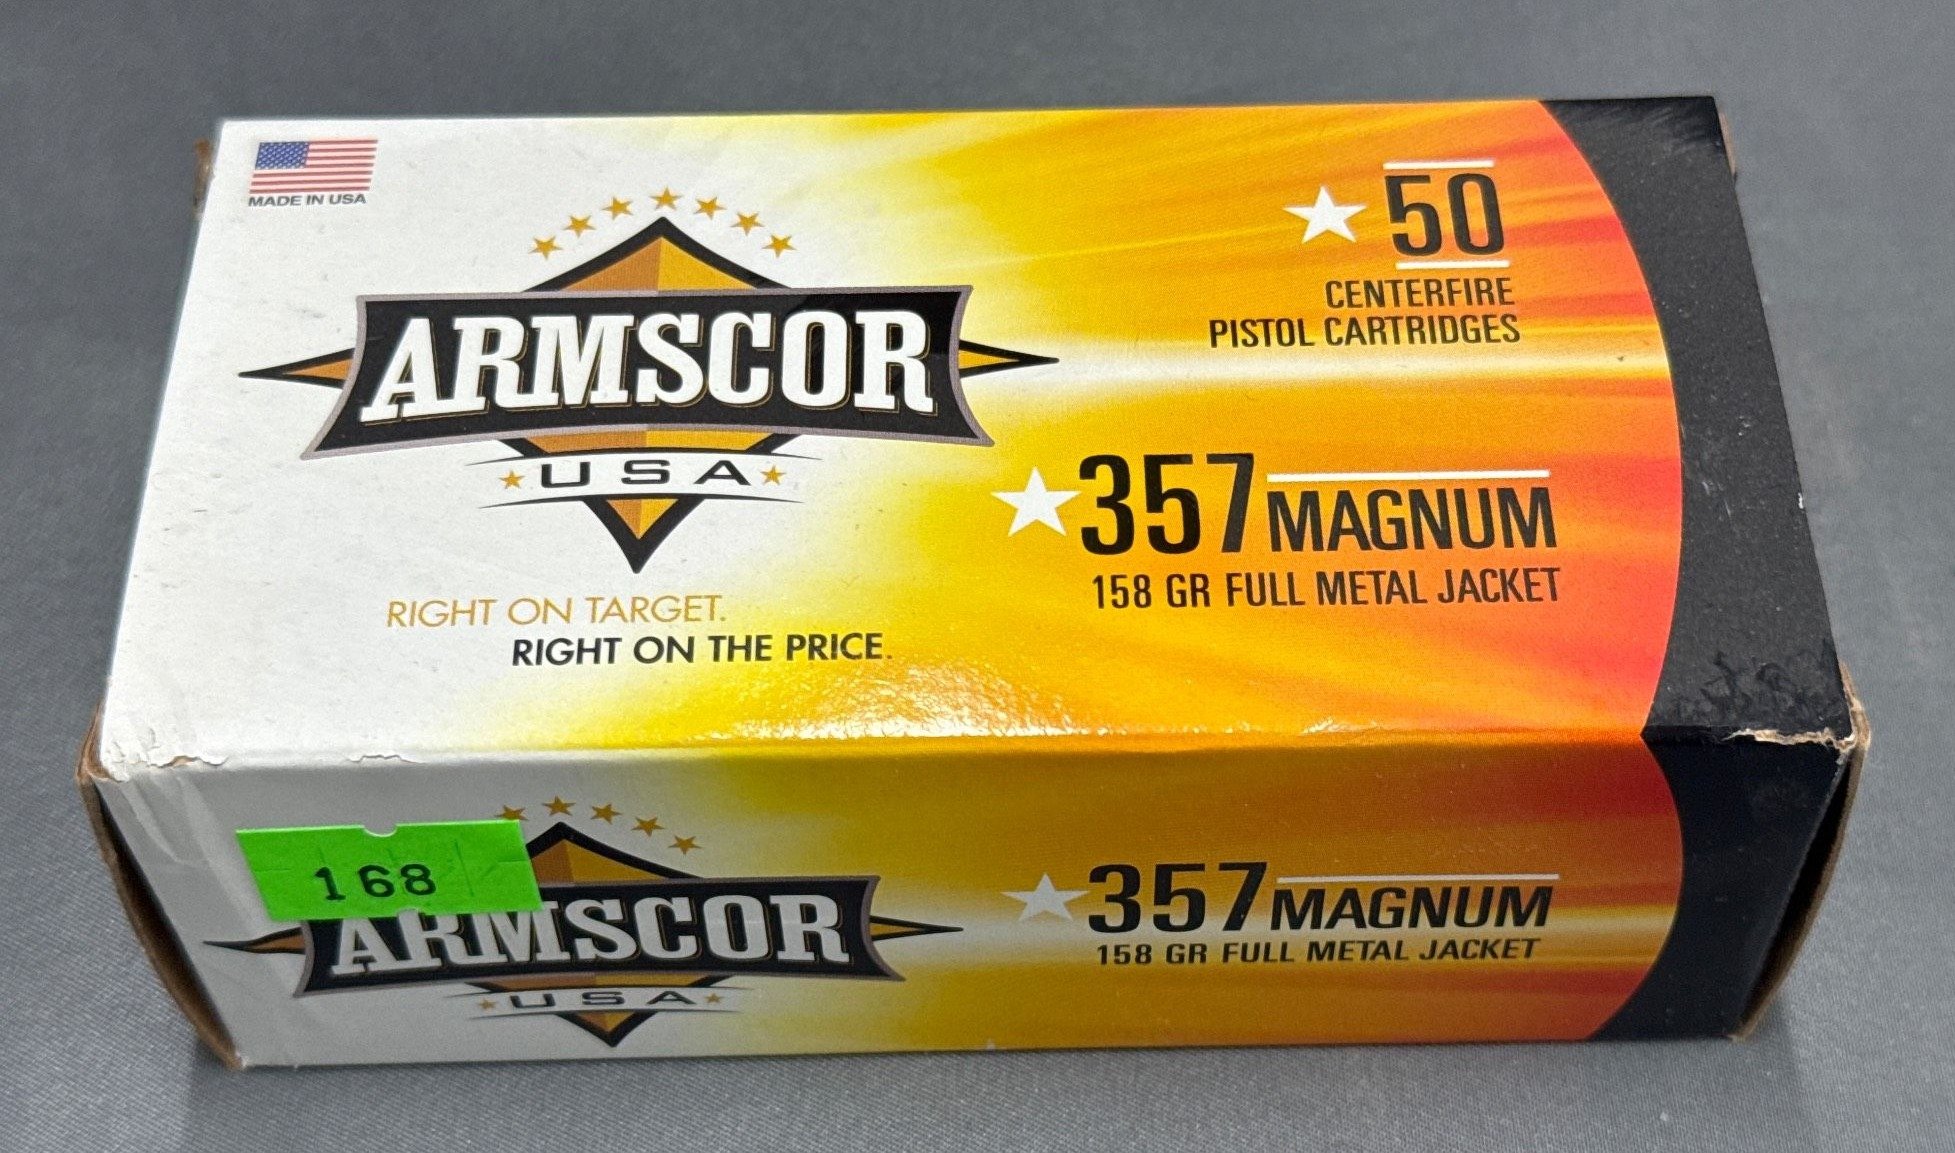 MADE IN USA
ARMSCOR
USA
RIGHT ON TARGET.
RIGHT ON THE PRICE.
50
CENTERFIRE
PISTOL CARTRIDGES
357 MAGNUM
158 GR FULL METAL JACKET
168
ARMSCOR
USA
357 MAGNUM
158 GR FULL METAL JACKET